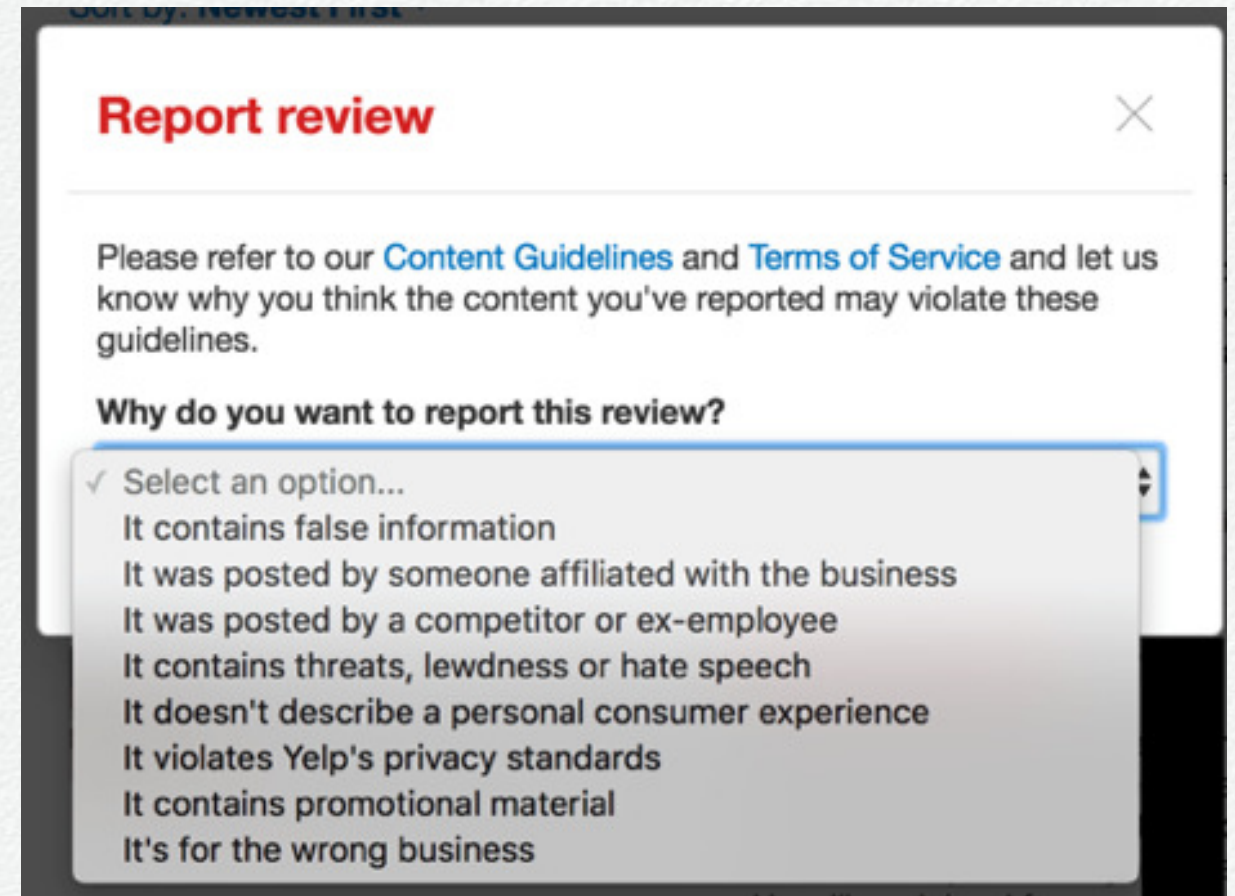 Sort by: Newest First
Report review
Please refer to our Content Guidelines and Terms of Service and let us
know why you think the content you've reported may violate these
guidelines.
Why do you want to report this review?
✓ Select an option...
It contains false information
It was posted by someone affiliated with the business
It was posted by a competitor or ex-employee
It contains threats, lewdness or hate speech
It doesn't describe a personal consumer experience
It violates Yelp's privacy standards
It contains promotional material
It's for the wrong business